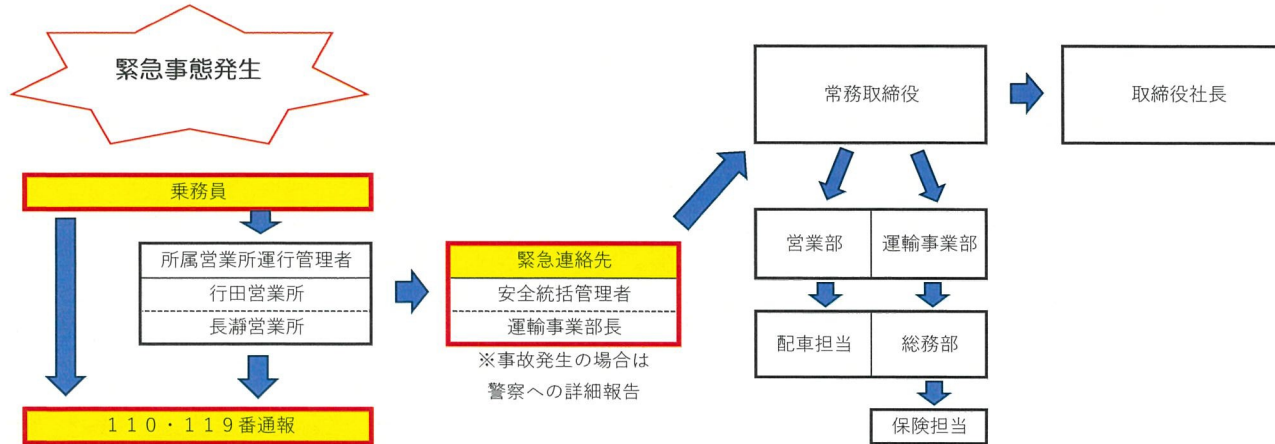 緊急事態発生
乗務員
所属営業所運行管理者
行田営業所
長瀞営業所
110・119番通報
緊急連絡先
安全統括管理者
運輸事業部長
※事故発生の場合は
警察への詳細報告
常務取締役
取締役社長
営業部
運輸事業部
配車担当
総務部
保険担当